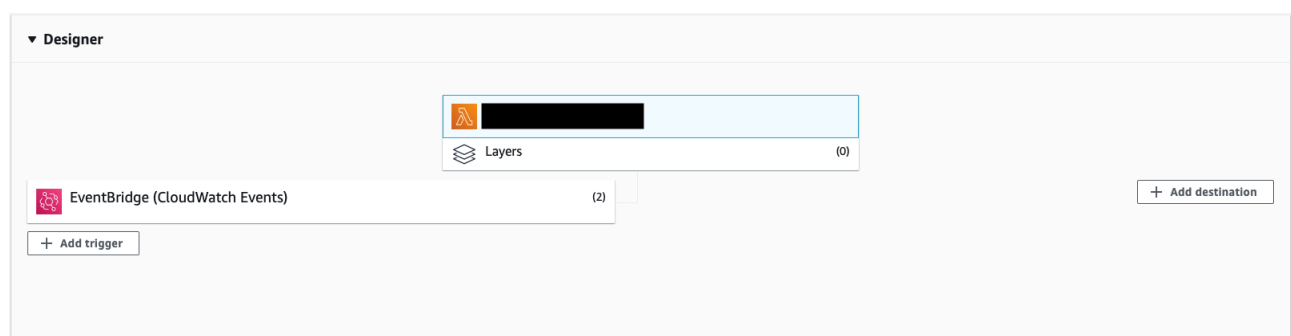 ▼ Designer
Layers (0)
EventBridge (CloudWatch Events) (2)
+ Add destination
+ Add trigger